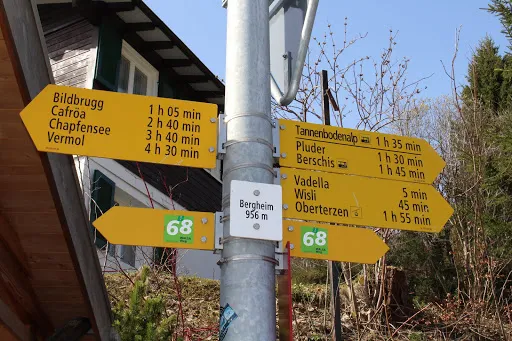 Bildbrugg 1 h 05 min
Cafröa 2 h 40 min
Chapfensee 3 h 40 min
Vermol 4 h 30 min
Tannenbodenalp 1 h 35 min
Pluder 1 h 30 min
Berschis 1 h 45 min
Vadella 5 min
Wisli 45 min
Oberterzen 1 h 55 min
Bergheim
956 m
68
68